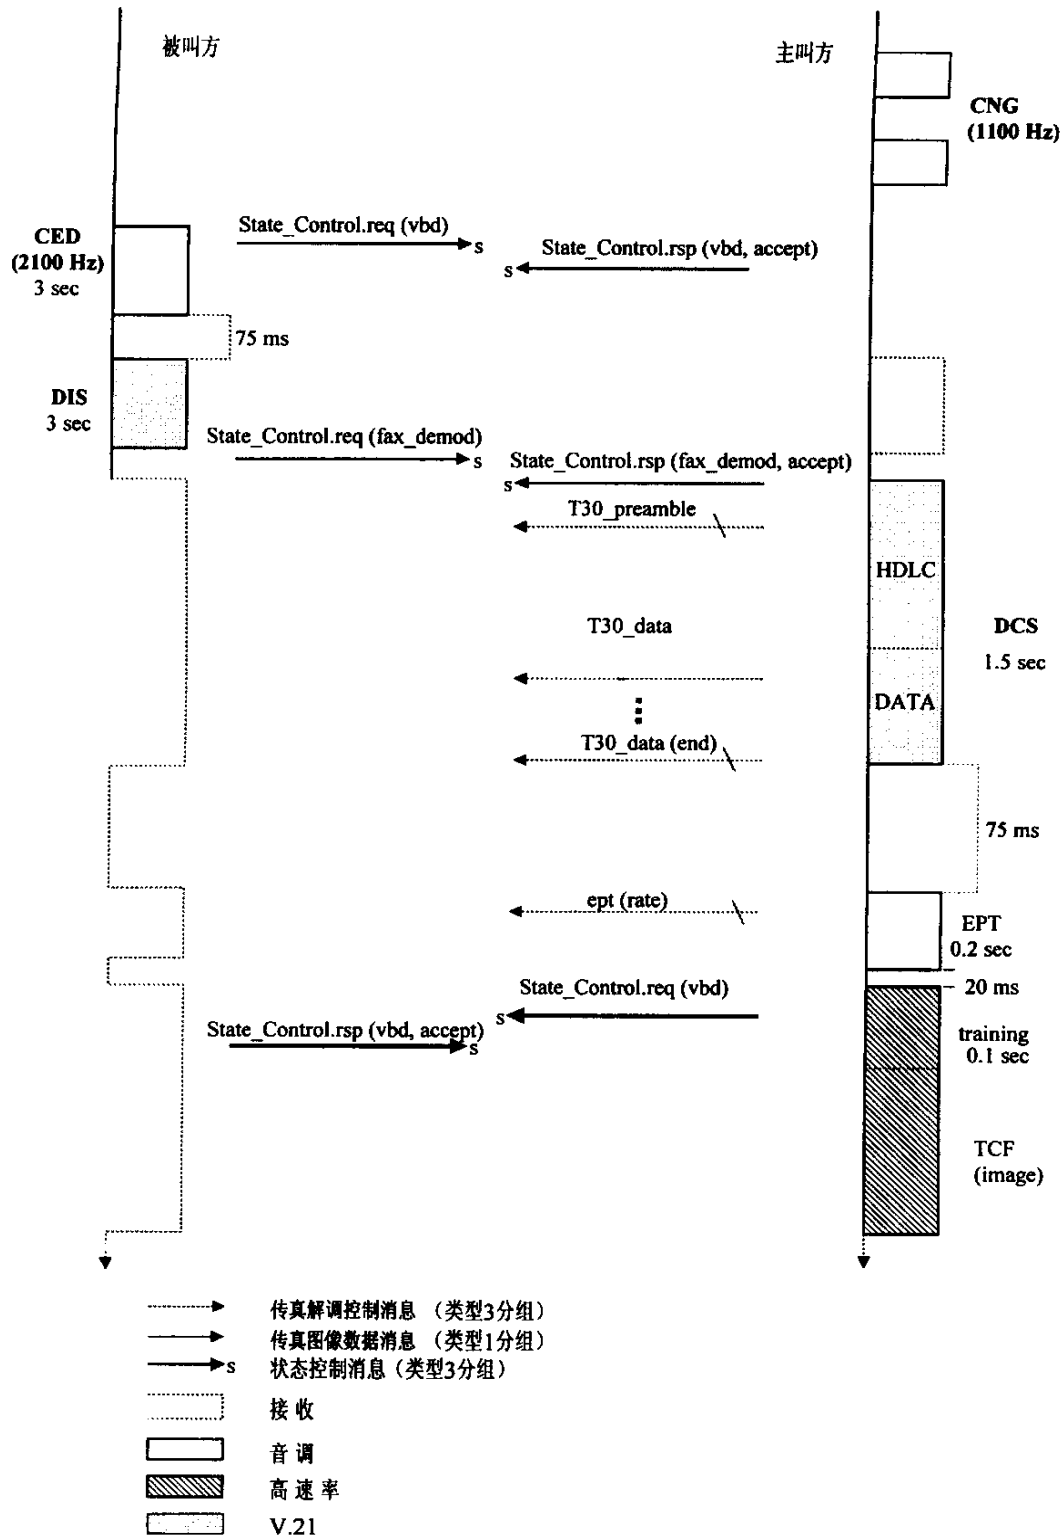 被叫方
主叫方
CNG
(1100 Hz)
State_Control.req (vbd)
s
CED
(2100 Hz)
3 sec
State_Control.rsp (vbd, accept)
s
75 ms
DIS
3 sec
State_Control.req (fax_demod)
s
State_Control.rsp (fax_demod, accept)
s
T30_preamble
HDLC
T30_data
DCS
1.5 sec
DATA
T30_data (end)
75 ms
ept (rate)
EPT
0.2 sec
20 ms
State_Control.req (vbd)
s
State_Control.rsp (vbd, accept)
s
training
0.1 sec
TCF
(image)
传真解调控制消息 （类型3分组）
传真图像数据消息 （类型1分组）
s 状态控制消息（类型3分组）
接收
音调
高速率
V.21